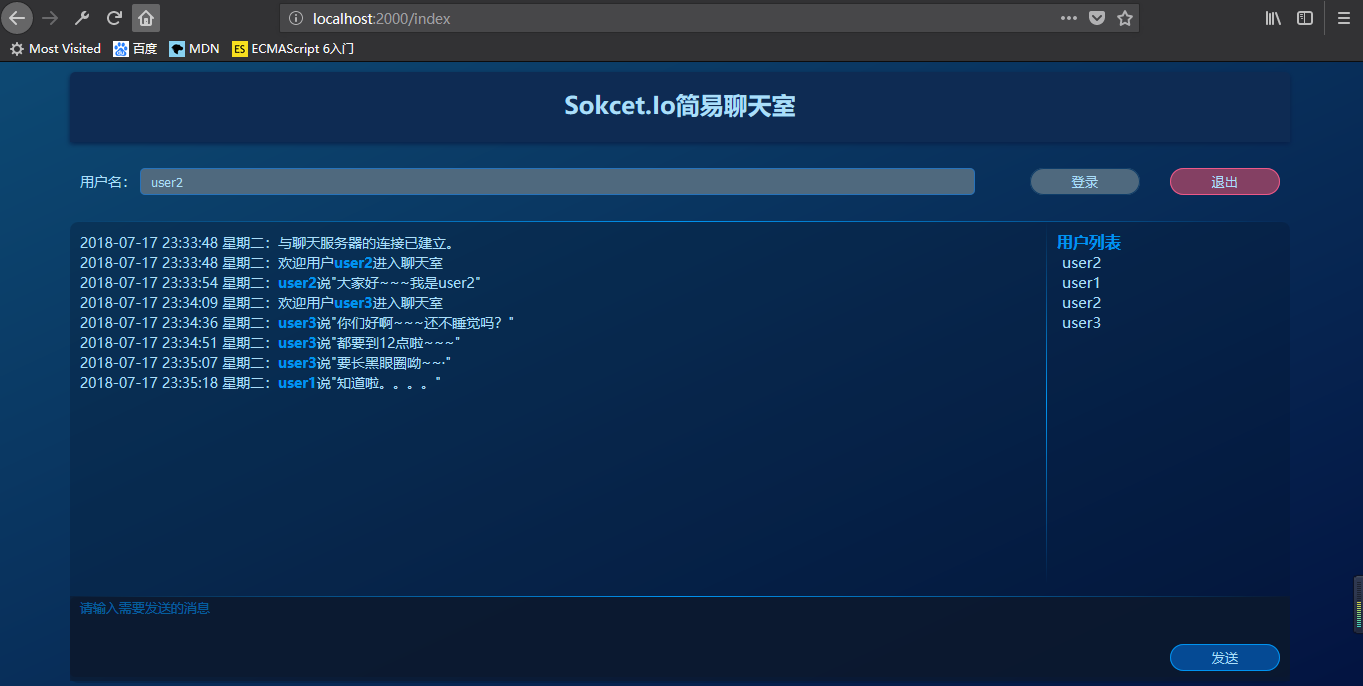 localhost:2000/index
Most Visited 百度 MDN ES ECMAScript 6入门
Sokcet.Io简易聊天室
用户名： user2 登录 退出
2018-07-17 23:33:48 星期二：与聊天服务器的连接已建立。
2018-07-17 23:33:48 星期二：欢迎用户user2进入聊天室
2018-07-17 23:33:54 星期二：user2说"大家好~~~我是user2"
2018-07-17 23:34:09 星期二：欢迎用户user3进入聊天室
2018-07-17 23:34:36 星期二：user3说"你们好啊~~~还不睡觉吗？"
2018-07-17 23:34:51 星期二：user3说"都要到12点啦~~~"
2018-07-17 23:35:07 星期二：user3说"要长黑眼圈呦~~·"
2018-07-17 23:35:18 星期二：user1说"知道啦。。。。"
用户列表
user2
user1
user2
user3
请输入需要发送的消息
发送